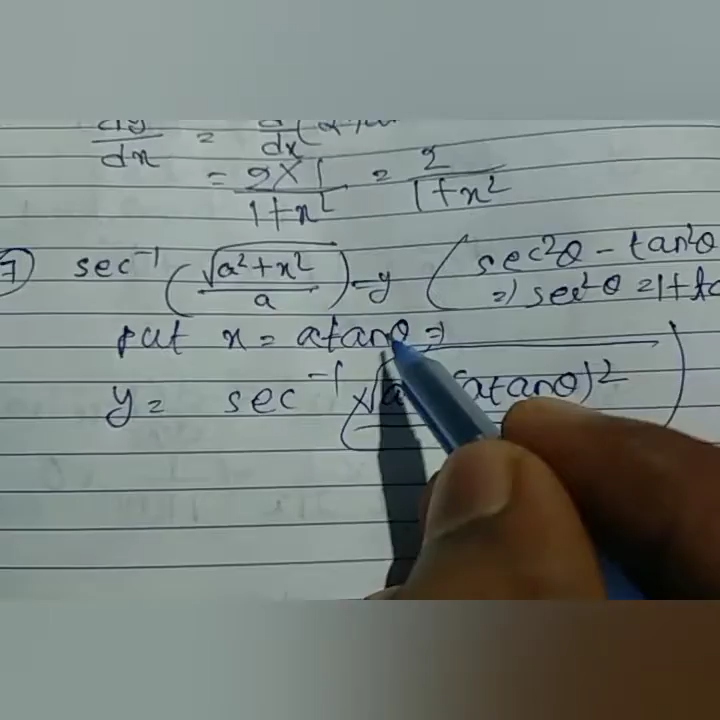 dy/dx = d/dx(
= 2×1/1+x² = 2/1+x²
7) sec⁻¹(√a²+x²/a)=y (sec²θ - tan²θ
⇒ sec²θ = 1+ta
put x = atanθ ⇒
y = sec⁻¹(√a atanθ)²)